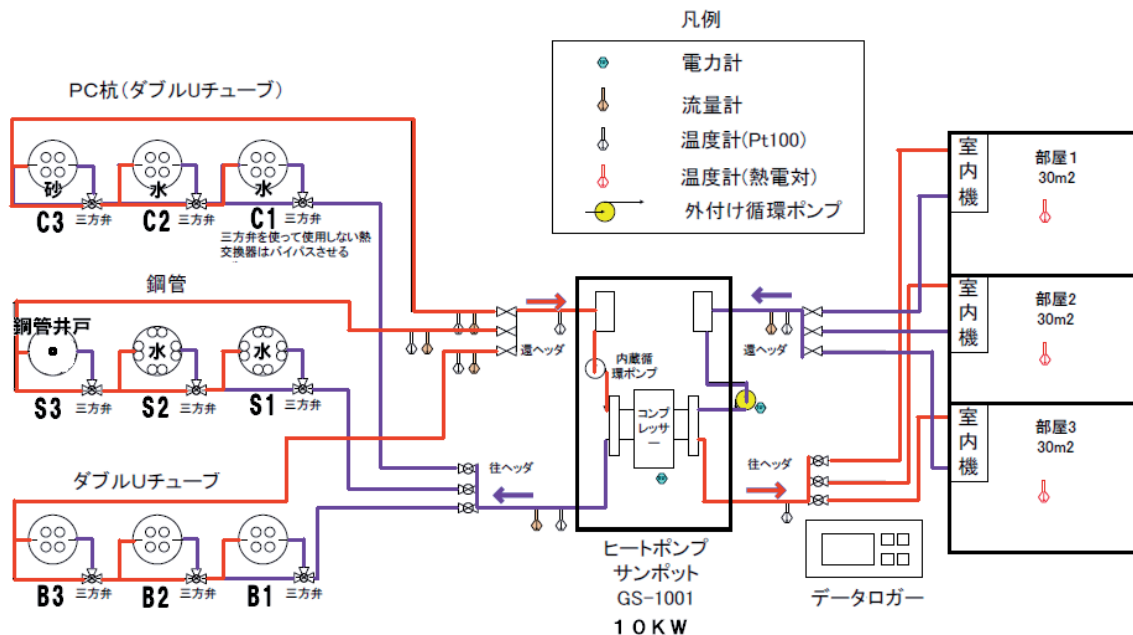 凡例
電力計
流量計
温度計(Pt100)
温度計(熱電対)
外付け循環ポンプ
PC杭(ダブルUチューブ)
砂
水
水
C3
三方弁
C2
三方弁
C1
三方弁
三方弁を使って使用しない熱
交換器はバイパスさせる
鋼管
鋼管井戸
水
水
S3
三方弁
S2
三方弁
S1
三方弁
ダブルUチューブ
B3
三方弁
B2
三方弁
B1
三方弁
還ヘッダ
往ヘッダ
内蔵循
環ポンプ
コンプ
レッサ
ー
還ヘッダ
往ヘッダ
ヒートポンプ
サンポット
GS-1001
10KW
データロガー
室内機
部屋1
30m2
室内機
部屋2
30m2
室内機
部屋3
30m2